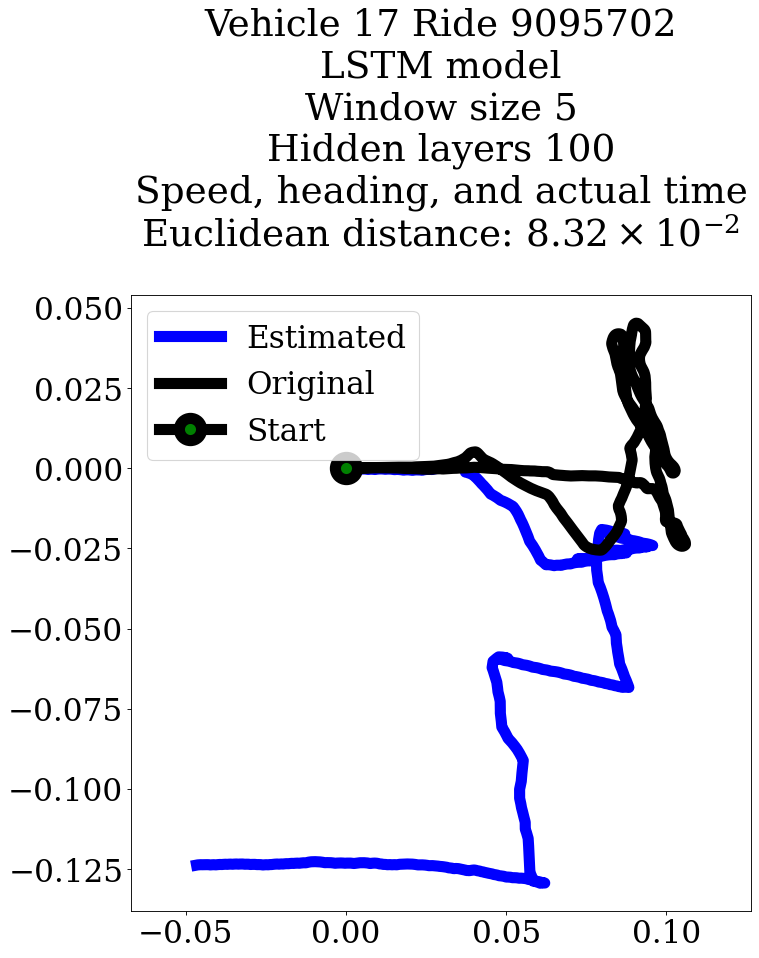 Vehicle 17 Ride 9095702
LSTM model
Window size 5
Hidden layers 100
Speed, heading, and actual time
Euclidean distance: 8.32 × 10⁻²
Estimated
Original
Start
0.050
0.025
0.000
−0.025
−0.050
−0.075
−0.100
−0.125
−0.05 0.00 0.05 0.10